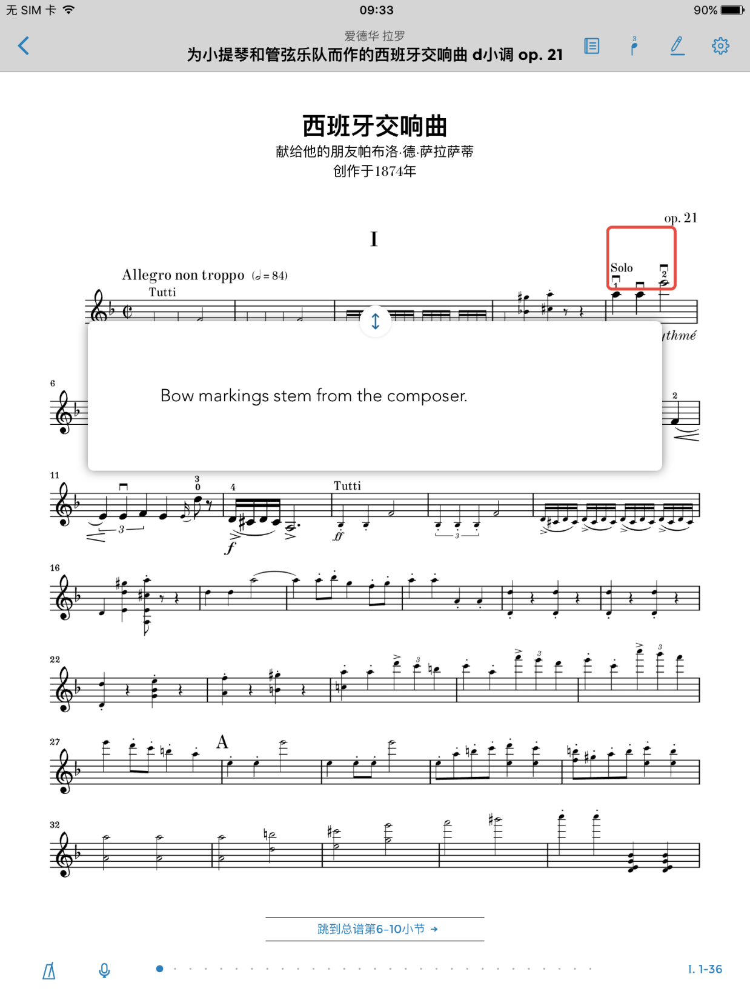 无 SIM 卡 09:33 90%
爱德华 拉罗
为小提琴和管弦乐队而作的西班牙交响曲 d小调 op. 21
3
西班牙交响曲
献给他的朋友帕布洛·德·萨拉萨蒂
创作于1874年
op. 21
I
Solo
Allegro non troppo (𝅗𝅥 = 84)
Tutti
1 2
ythmé
Bow markings stem from the composer.
6
2
11
3
0
4
Tutti
3
f
ff
3
16
22
3 3 3
27
A
32
跳到总谱第6-10小节 →
I. 1-36